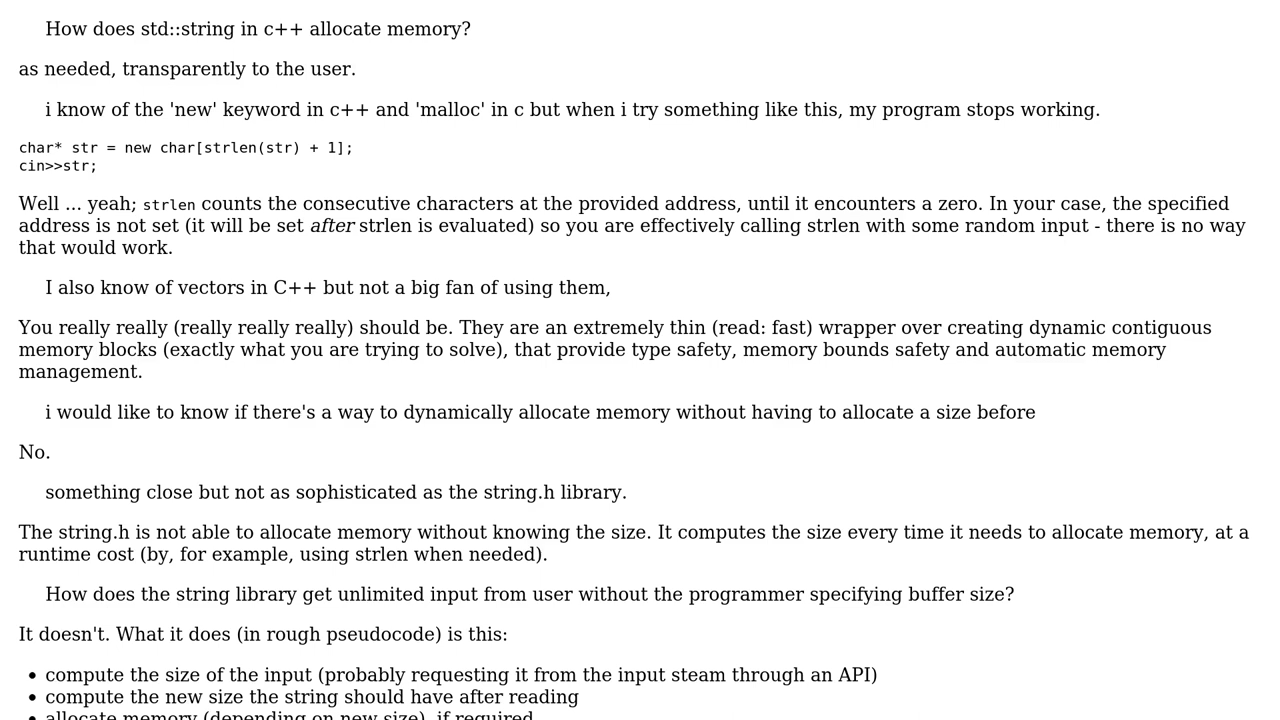 How does std::string in c++ allocate memory?
as needed, transparently to the user.
i know of the 'new' keyword in c++ and 'malloc' in c but when i try something like this, my program stops working.
char* str = new char[strlen(str) + 1];
cin>>str;
Well ... yeah; strlen counts the consecutive characters at the provided address, until it encounters a zero. In your case, the specified
address is not set (it will be set after strlen is evaluated) so you are effectively calling strlen with some random input - there is no way
that would work.
I also know of vectors in C++ but not a big fan of using them,
You really really (really really really) should be. They are an extremely thin (read: fast) wrapper over creating dynamic contiguous
memory blocks (exactly what you are trying to solve), that provide type safety, memory bounds safety and automatic memory
management.
i would like to know if there's a way to dynamically allocate memory without having to allocate a size before
No.
something close but not as sophisticated as the string.h library.
The string.h is not able to allocate memory without knowing the size. It computes the size every time it needs to allocate memory, at a
runtime cost (by, for example, using strlen when needed).
How does the string library get unlimited input from user without the programmer specifying buffer size?
It doesn't. What it does (in rough pseudocode) is this:
• compute the size of the input (probably requesting it from the input steam through an API)
• compute the new size the string should have after reading
• allocate memory (depending on new size), if required